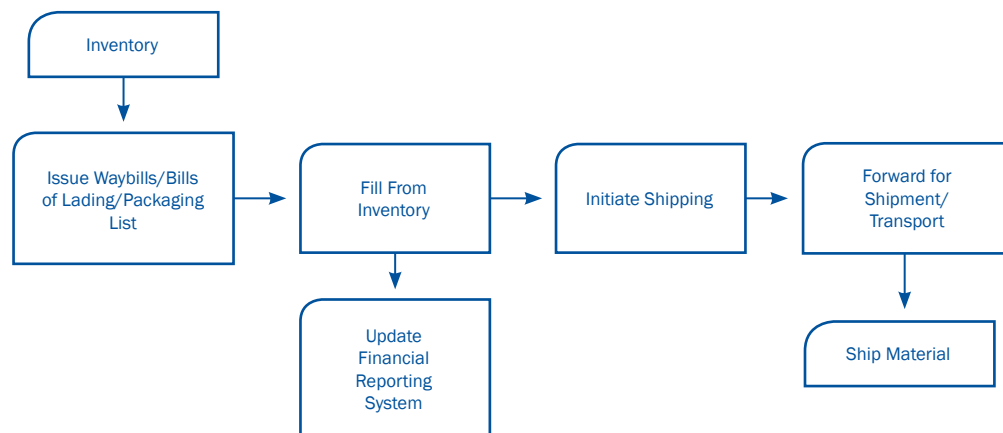 Inventory
Issue Waybills/Bills
of Lading/Packaging
List
Fill From
Inventory
Initiate Shipping
Forward for
Shipment/
Transport
Update
Financial
Reporting
System
Ship Material